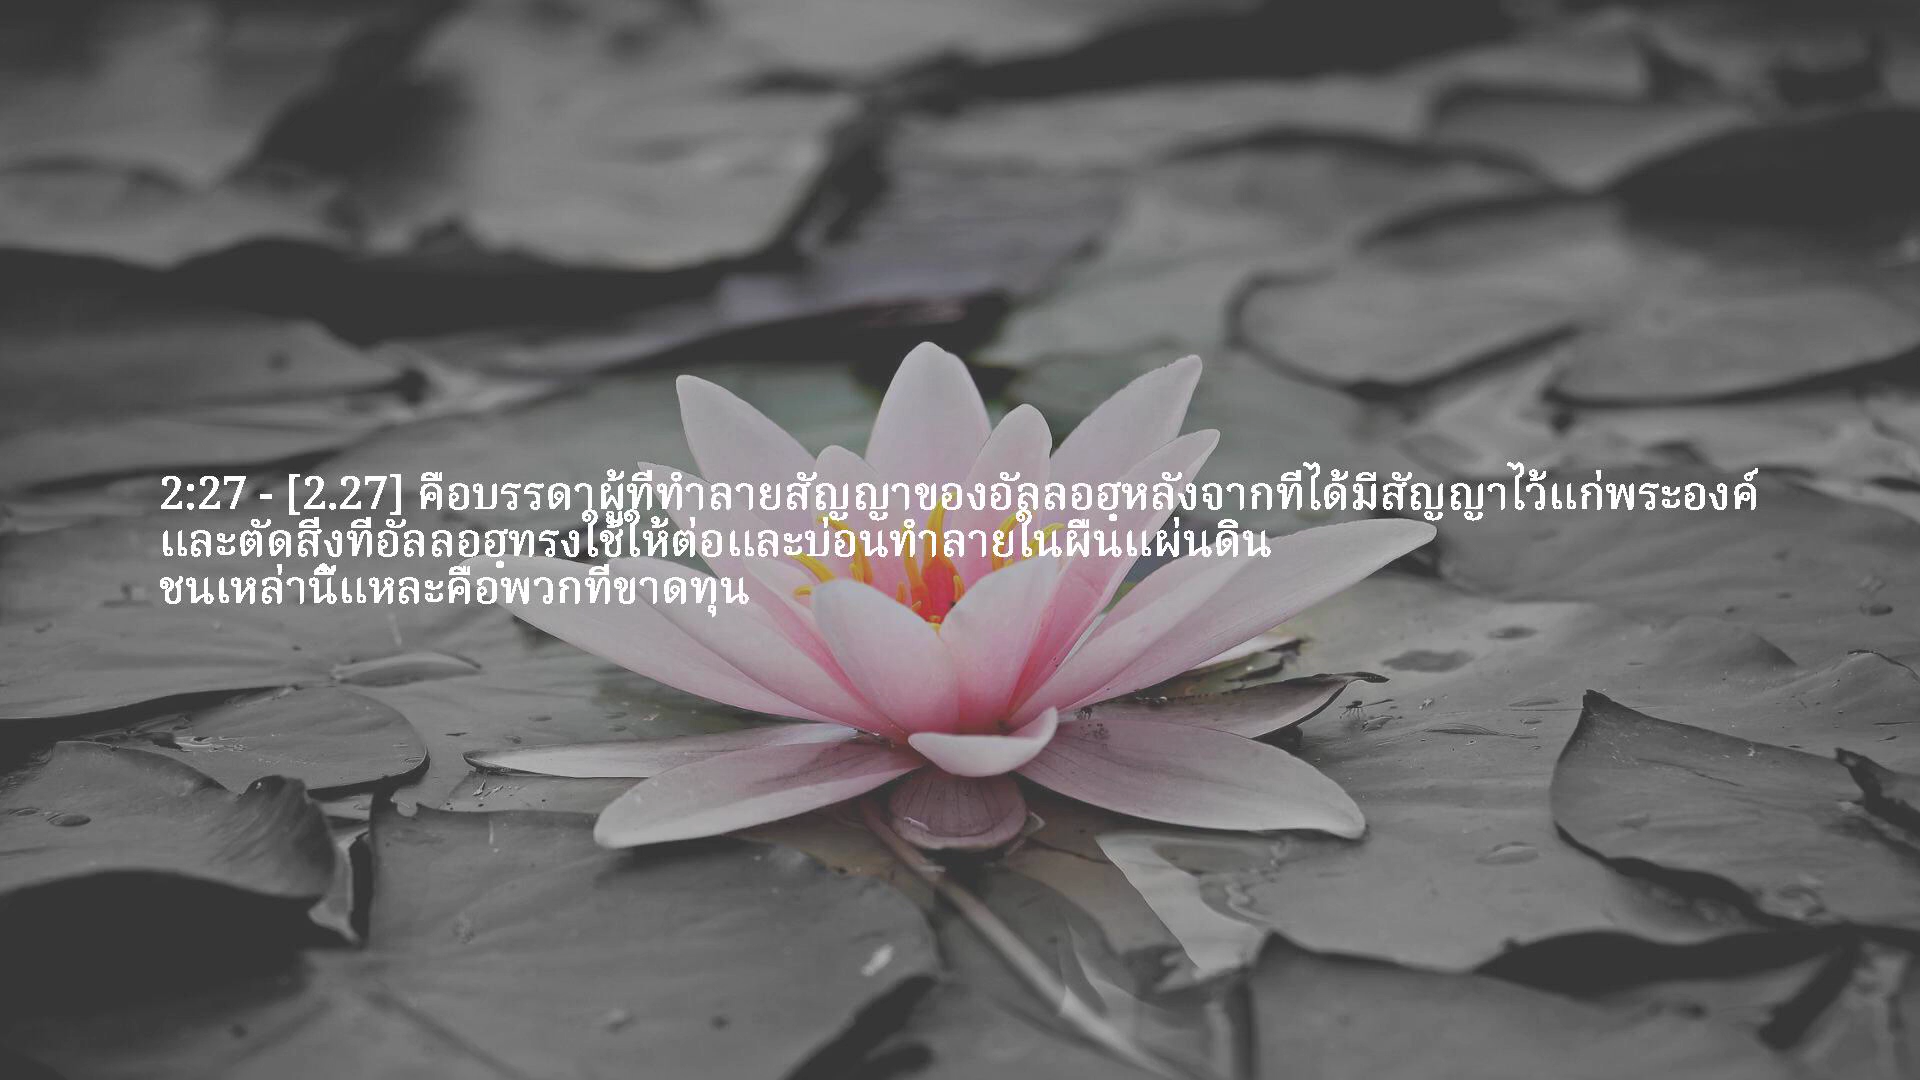 2:27 - [2.27] คือบรรดาผู้ที่ทำลายสัญญาของอัลลอฮฺหลังจากที่ได้มีสัญญาไว้แก่พระองค์
และตัดสิ่งที่อัลลอฮฺทรงใช้ให้ต่อและบ่อนทำลายในผืนแผ่นดิน
ชนเหล่านี้แหละคือพวกที่ขาดทุน